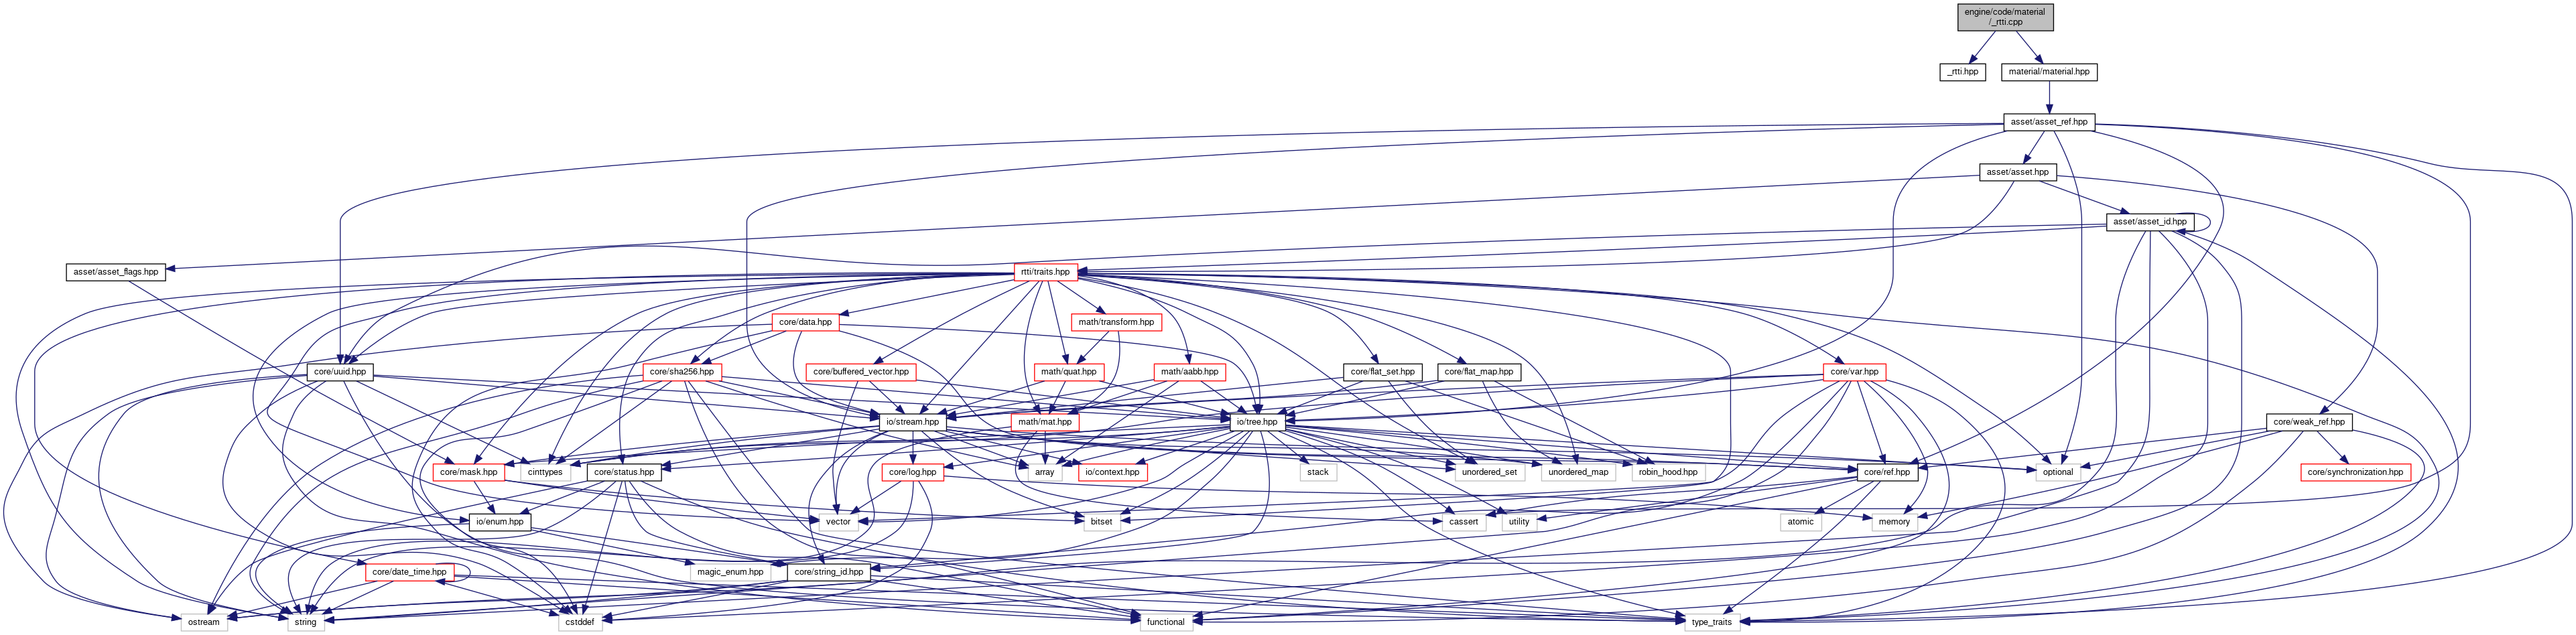 engine/code/material
/_rtti.cpp
_rtti.hpp
material/material.hpp
asset/asset_ref.hpp
asset/asset.hpp
asset/asset_id.hpp
asset/asset_flags.hpp
rtti/traits.hpp
core/data.hpp
math/transform.hpp
core/uuid.hpp
core/sha256.hpp
core/buffered_vector.hpp
math/quat.hpp
math/aabb.hpp
core/flat_set.hpp
core/flat_map.hpp
core/var.hpp
io/stream.hpp
math/mat.hpp
io/tree.hpp
core/weak_ref.hpp
core/mask.hpp
cinttypes
core/status.hpp
core/log.hpp
array
io/context.hpp
stack
unordered_set
unordered_map
robin_hood.hpp
core/ref.hpp
optional
core/synchronization.hpp
io/enum.hpp
vector
bitset
cassert
utility
atomic
memory
core/date_time.hpp
magic_enum.hpp
core/string_id.hpp
ostream
string
cstddef
functional
type_traits